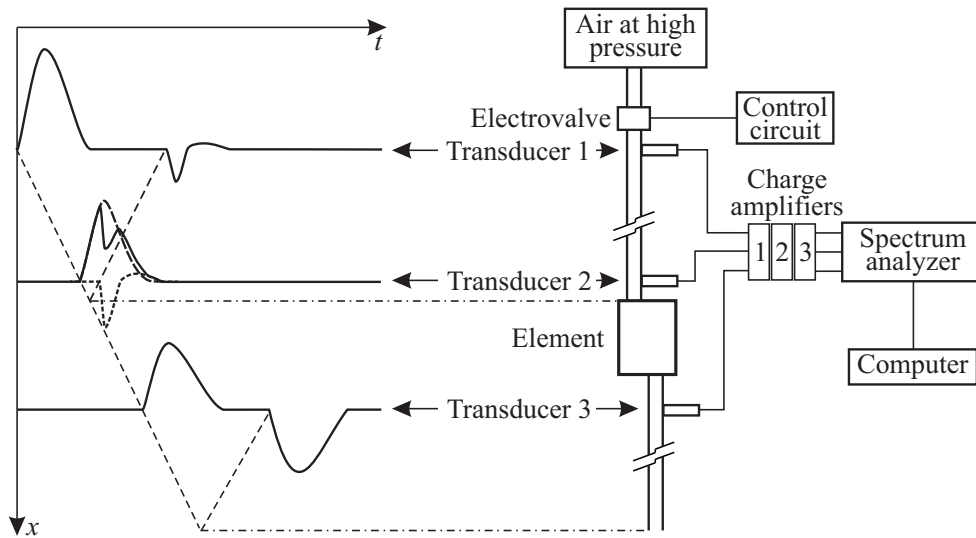 t
Air at high
pressure
Electrovalve
Control
circuit
Transducer 1
Charge
amplifiers
1 2 3
Spectrum
analyzer
Transducer 2
Element
Computer
Transducer 3
x